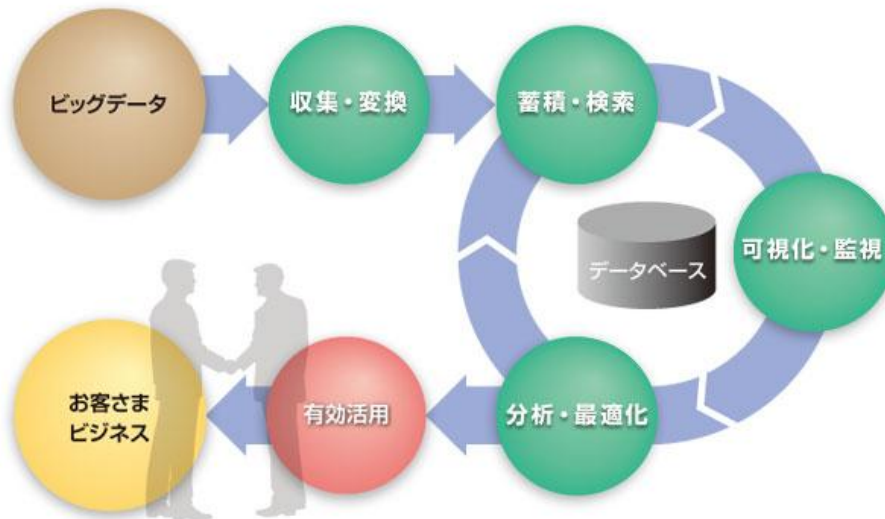 ビッグデータ
収集・変換
蓄積・検索
可視化・監視
データベース
分析・最適化
有効活用
お客さま
ビジネス